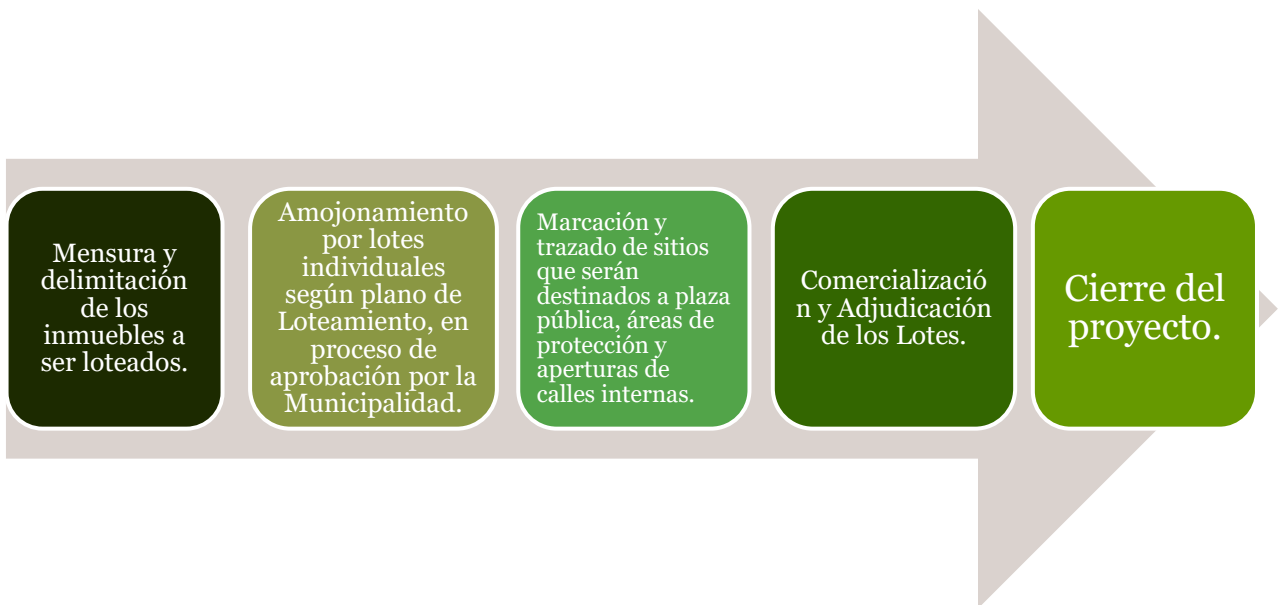 Mensura y
delimitación
de los
inmuebles a
ser loteados.
Amojonamiento
por lotes
individuales
según plano de
Loteamiento, en
proceso de
aprobación por la
Municipalidad.
Marcación y
trazado de sitios
que serán
destinados a plaza
pública, áreas de
protección y
aperturas de
calles internas.
Comercializació
n y Adjudicación
de los Lotes.
Cierre del
proyecto.